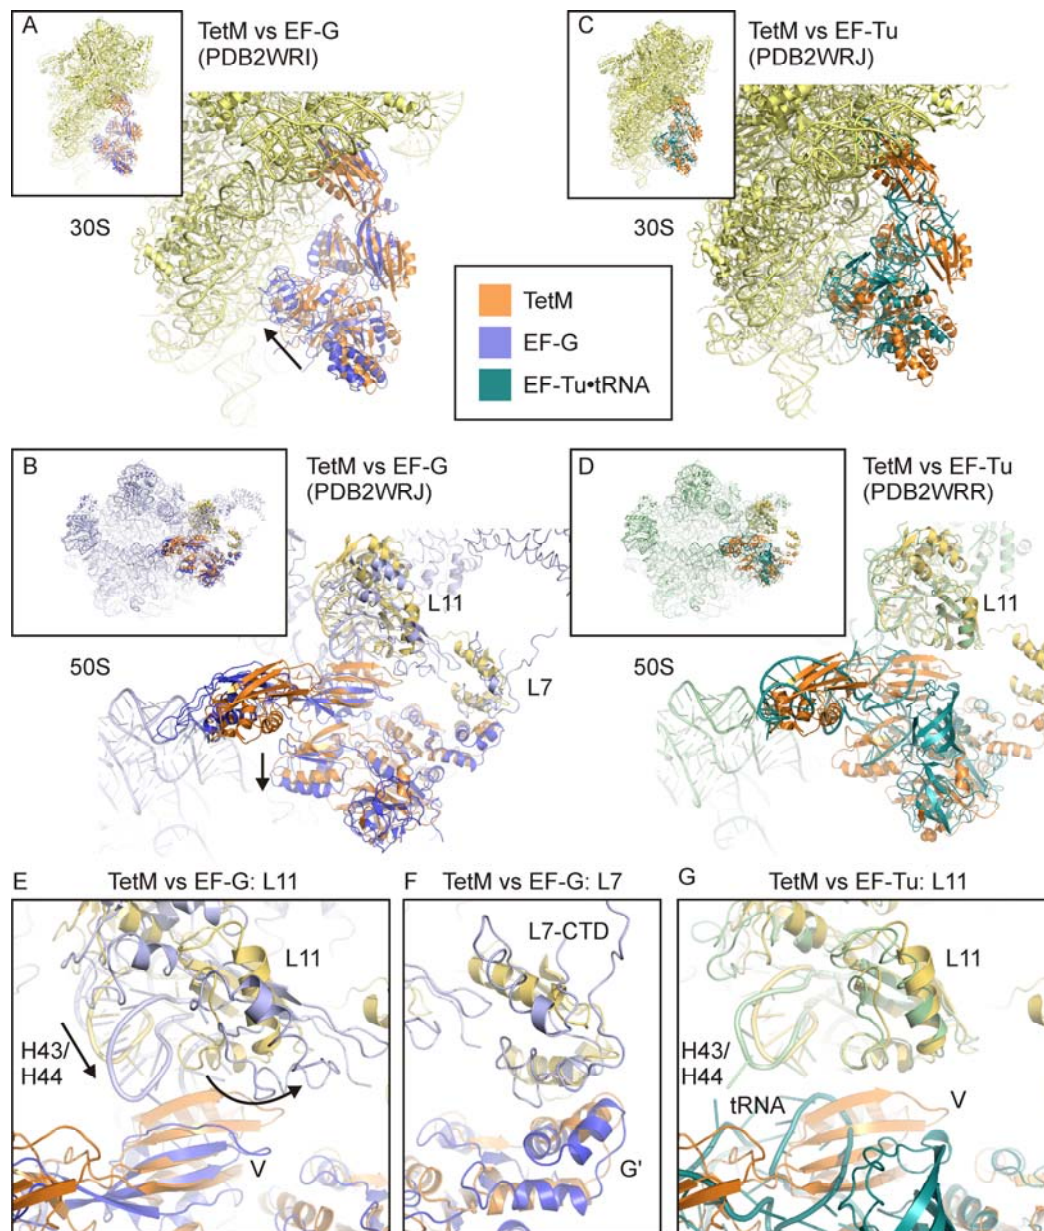 A
TetM vs EF-G
(PDB2WRI)
30S
C
TetM vs EF-Tu
(PDB2WRJ)
30S
TetM
EF-G
EF-Tu•tRNA
B
TetM vs EF-G
(PDB2WRJ)
L11
L7
50S
D
TetM vs EF-Tu
(PDB2WRR)
L11
50S
E
TetM vs EF-G: L11
L11
H43/
H44
V
F
TetM vs EF-G: L7
L7-CTD
G'
G
TetM vs EF-Tu: L11
L11
H43/
H44
tRNA
V